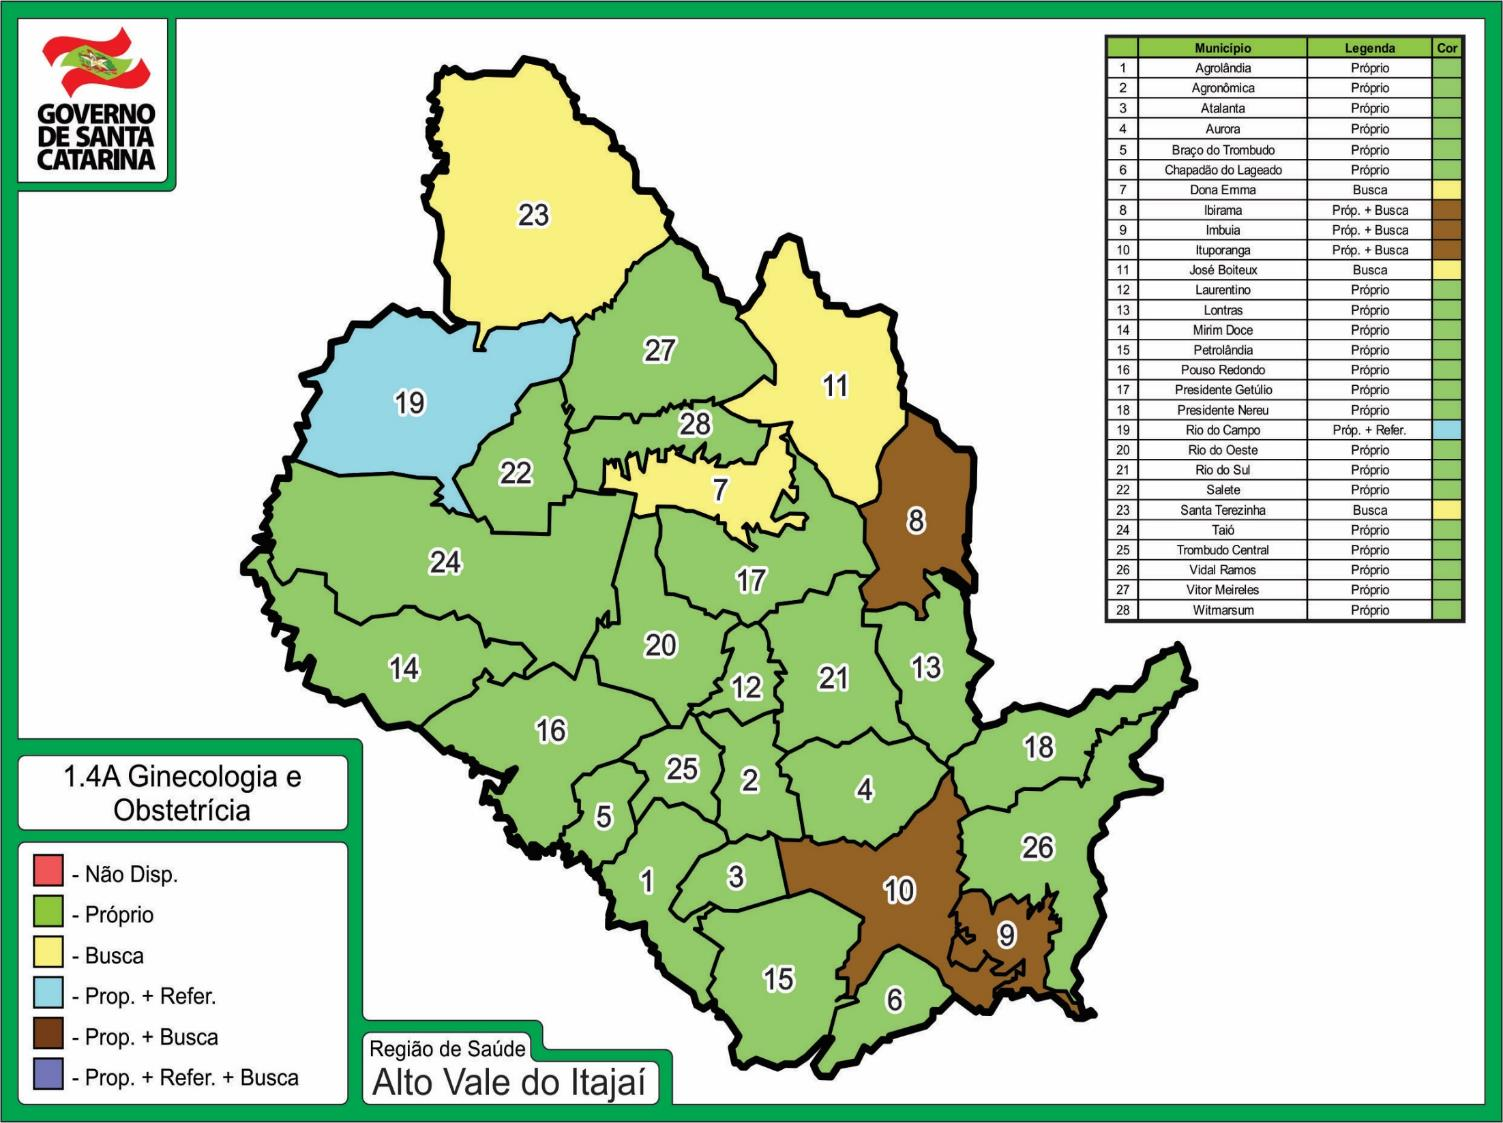 GOVERNO
DE SANTA
CATARINA
Município Legenda Cor
1 Agrolândia Próprio
2 Agronômica Próprio
3 Atalanta Próprio
4 Aurora Próprio
5 Braço do Trombudo Próprio
6 Chapadão do Lageado Próprio
7 Dona Emma Busca
8 Ibirama Próp. + Busca
9 Imbuia Próp. + Busca
10 Ituporanga Próp. + Busca
11 José Boiteux Busca
12 Laurentino Próprio
13 Lontras Próprio
14 Mirim Doce Próprio
15 Petrolândia Próprio
16 Pouso Redondo Próprio
17 Presidente Getúlio Próprio
18 Presidente Nereu Próprio
19 Rio do Campo Próp. + Refer.
20 Rio do Oeste Próprio
21 Rio do Sul Próprio
22 Salete Próprio
23 Santa Terezinha Busca
24 Taió Próprio
25 Trombudo Central Próprio
26 Vidal Ramos Próprio
27 Vitor Meireles Próprio
28 Witmarsum Próprio
23
27
11
19
28
22
7
8
24
17
20
14
12
21
13
16
18
25
2
4
5
26
1
3
10
9
15
6
1.4A Ginecologia e
Obstetrícia
- Não Disp.
- Próprio
- Busca
- Prop. + Refer.
- Prop. + Busca
- Prop. + Refer. + Busca
Região de Saúde
Alto Vale do Itajaí